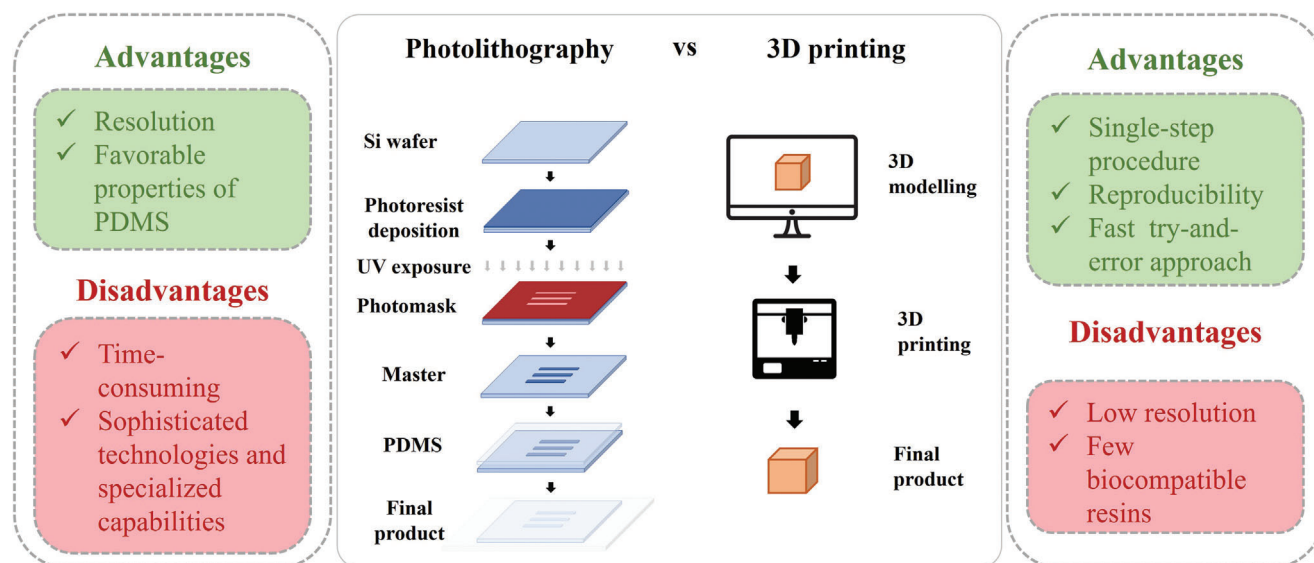 Advantages
✓ Resolution
✓ Favorable
properties of
PDMS
Disadvantages
✓ Time-
consuming
✓ Sophisticated
technologies and
specialized
capabilities
Photolithography vs 3D printing
Si wafer
Photoresist
deposition
UV exposure
Photomask
Master
PDMS
Final
product
3D
modelling
3D
printing
Final
product
Advantages
✓ Single-step
procedure
✓ Reproducibility
✓ Fast try-and-
error approach
Disadvantages
✓ Low resolution
✓ Few
biocompatible
resins